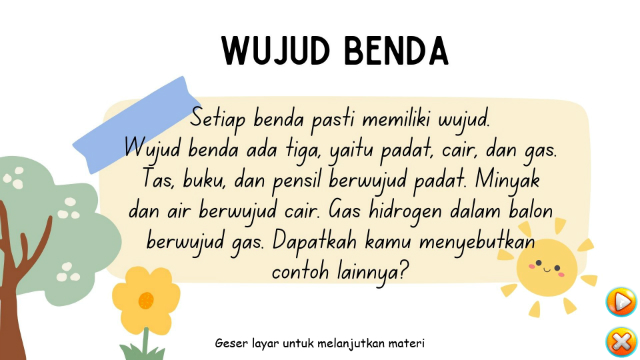 WUJUD BENDA
Setiap benda pasti memiliki wujud.
Wujud benda ada tiga, yaitu padat, cair, dan gas.
Tas, buku, dan pensil berwujud padat. Minyak
dan air berwujud cair. Gas hidrogen dalam balon
berwujud gas. Dapatkah kamu menyebutkan
contoh lainnya?
Geser layar untuk melanjutkan materi